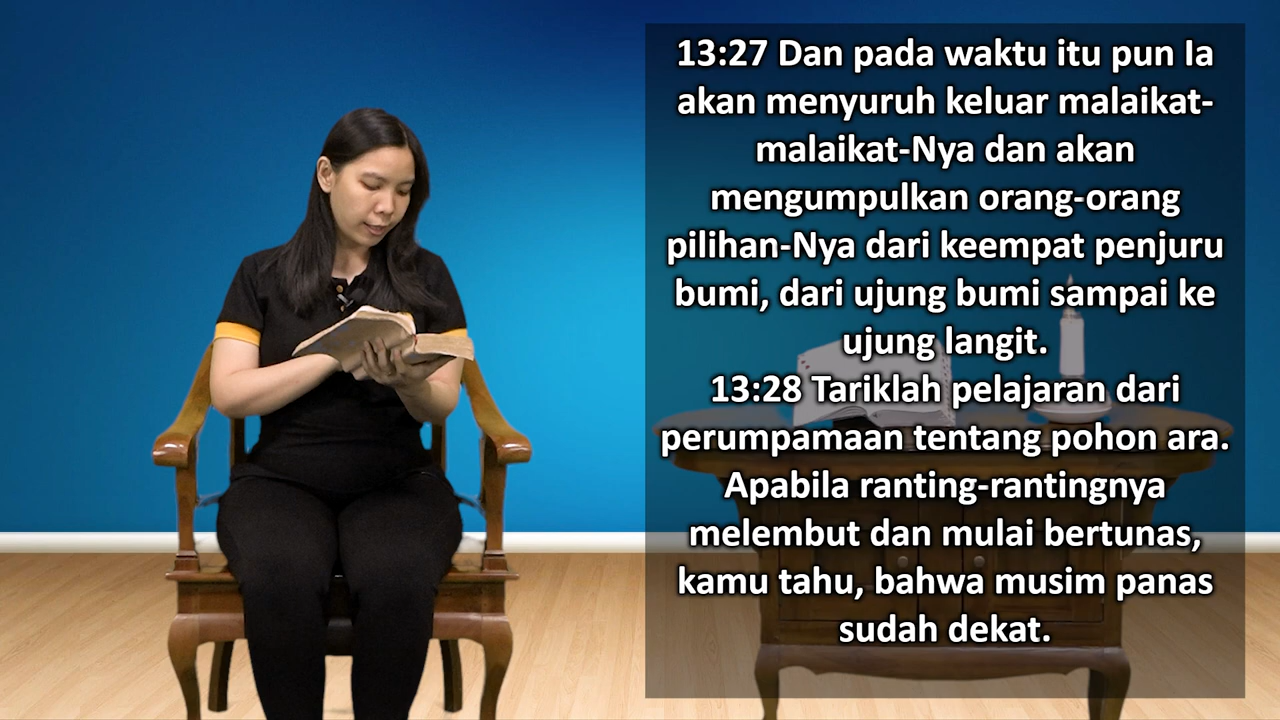 13:27 Dan pada waktu itu pun Ia
akan menyuruh keluar malaikat-
malaikat-Nya dan akan
mengumpulkan orang-orang
pilihan-Nya dari keempat penjuru
bumi, dari ujung bumi sampai ke
ujung langit.
13:28 Tariklah pelajaran dari
perumpamaan tentang pohon ara.
Apabila ranting-rantingnya
melembut dan mulai bertunas,
kamu tahu, bahwa musim panas
sudah dekat.